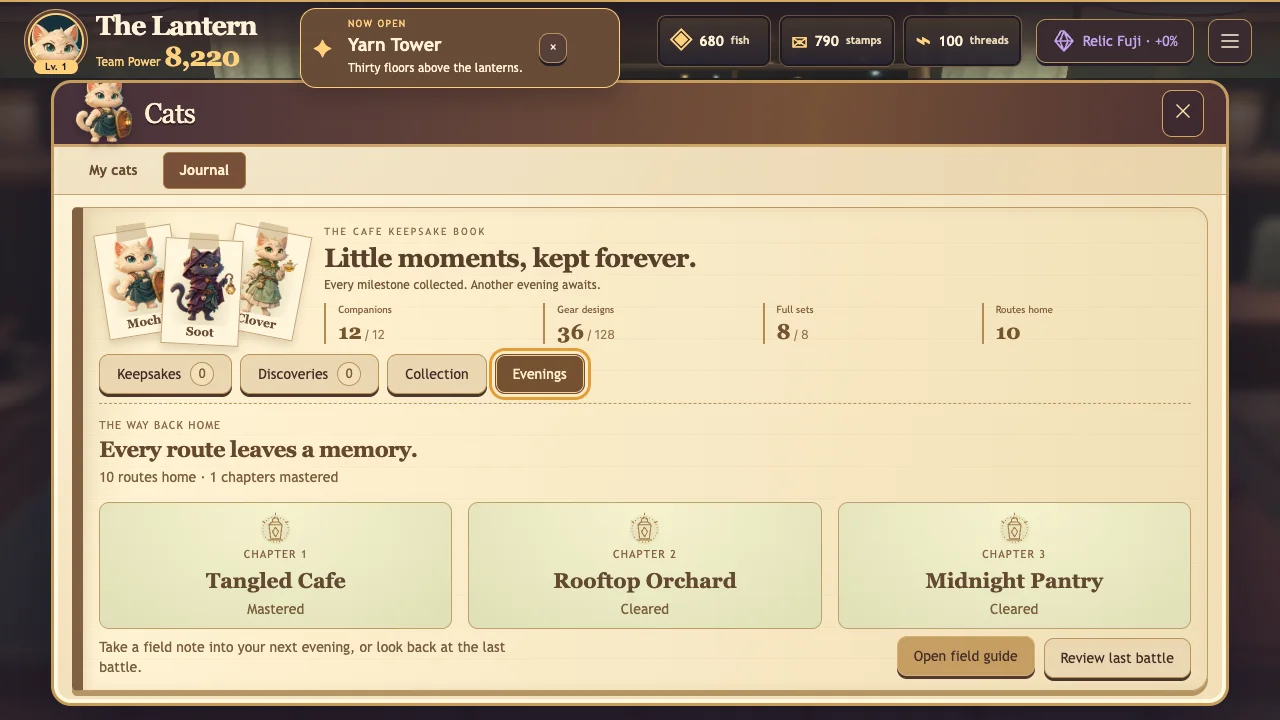 The Lantern
Lv. 1
Team Power 8,220
NOW OPEN
Yarn Tower
Thirty floors above the lanterns.
×
680 fish
790 stamps
100 threads
Relic Fuji · +0%
Cats
My cats
Journal
Moch
Soot
Clover
THE CAFE KEEPSAKE BOOK
Little moments, kept forever.
Every milestone collected. Another evening awaits.
Companions
12 / 12
Gear designs
36 / 128
Full sets
8 / 8
Routes home
10
Keepsakes 0
Discoveries 0
Collection
Evenings
THE WAY BACK HOME
Every route leaves a memory.
10 routes home · 1 chapters mastered
CHAPTER 1
Tangled Cafe
Mastered
CHAPTER 2
Rooftop Orchard
Cleared
CHAPTER 3
Midnight Pantry
Cleared
Take a field note into your next evening, or look back at the last
battle.
Open field guide
Review last battle